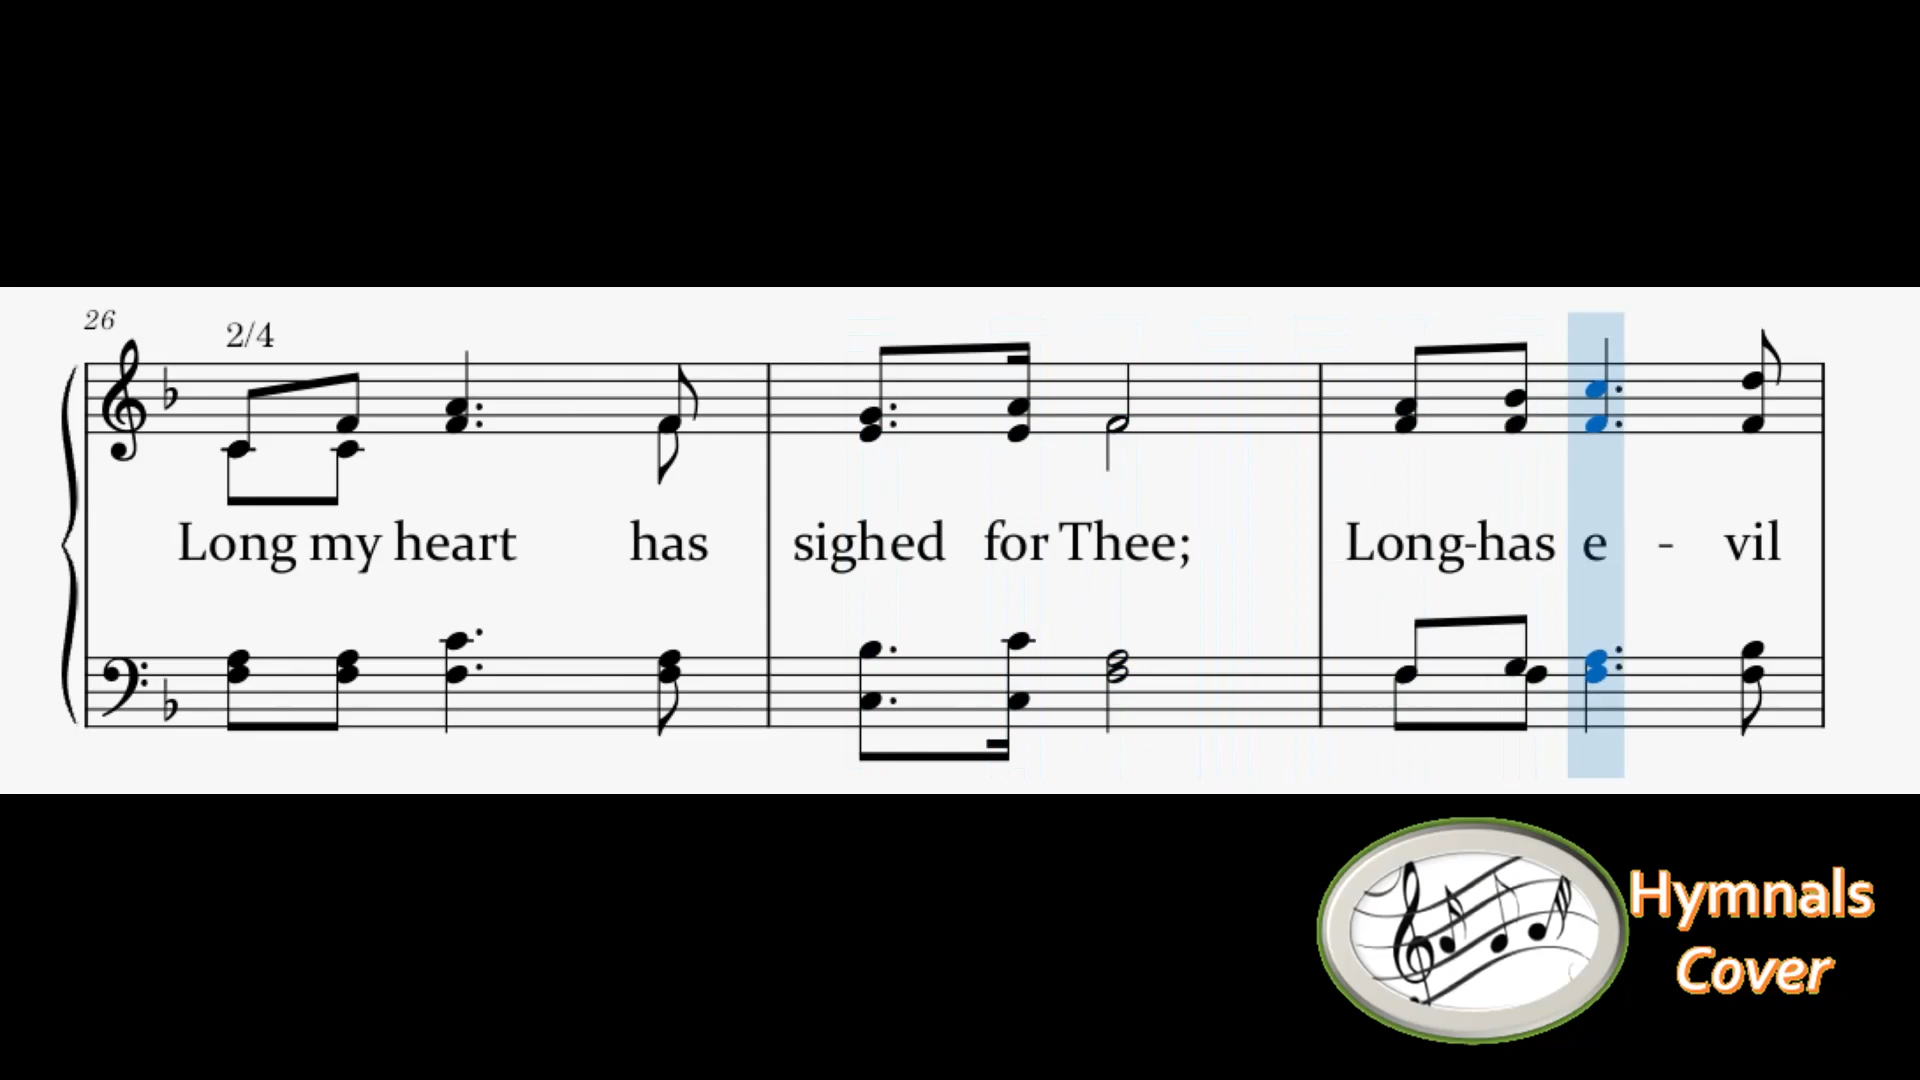 26
2/4
Long my heart has sighed for Thee; Long-has e - vil
Hymnals
Cover